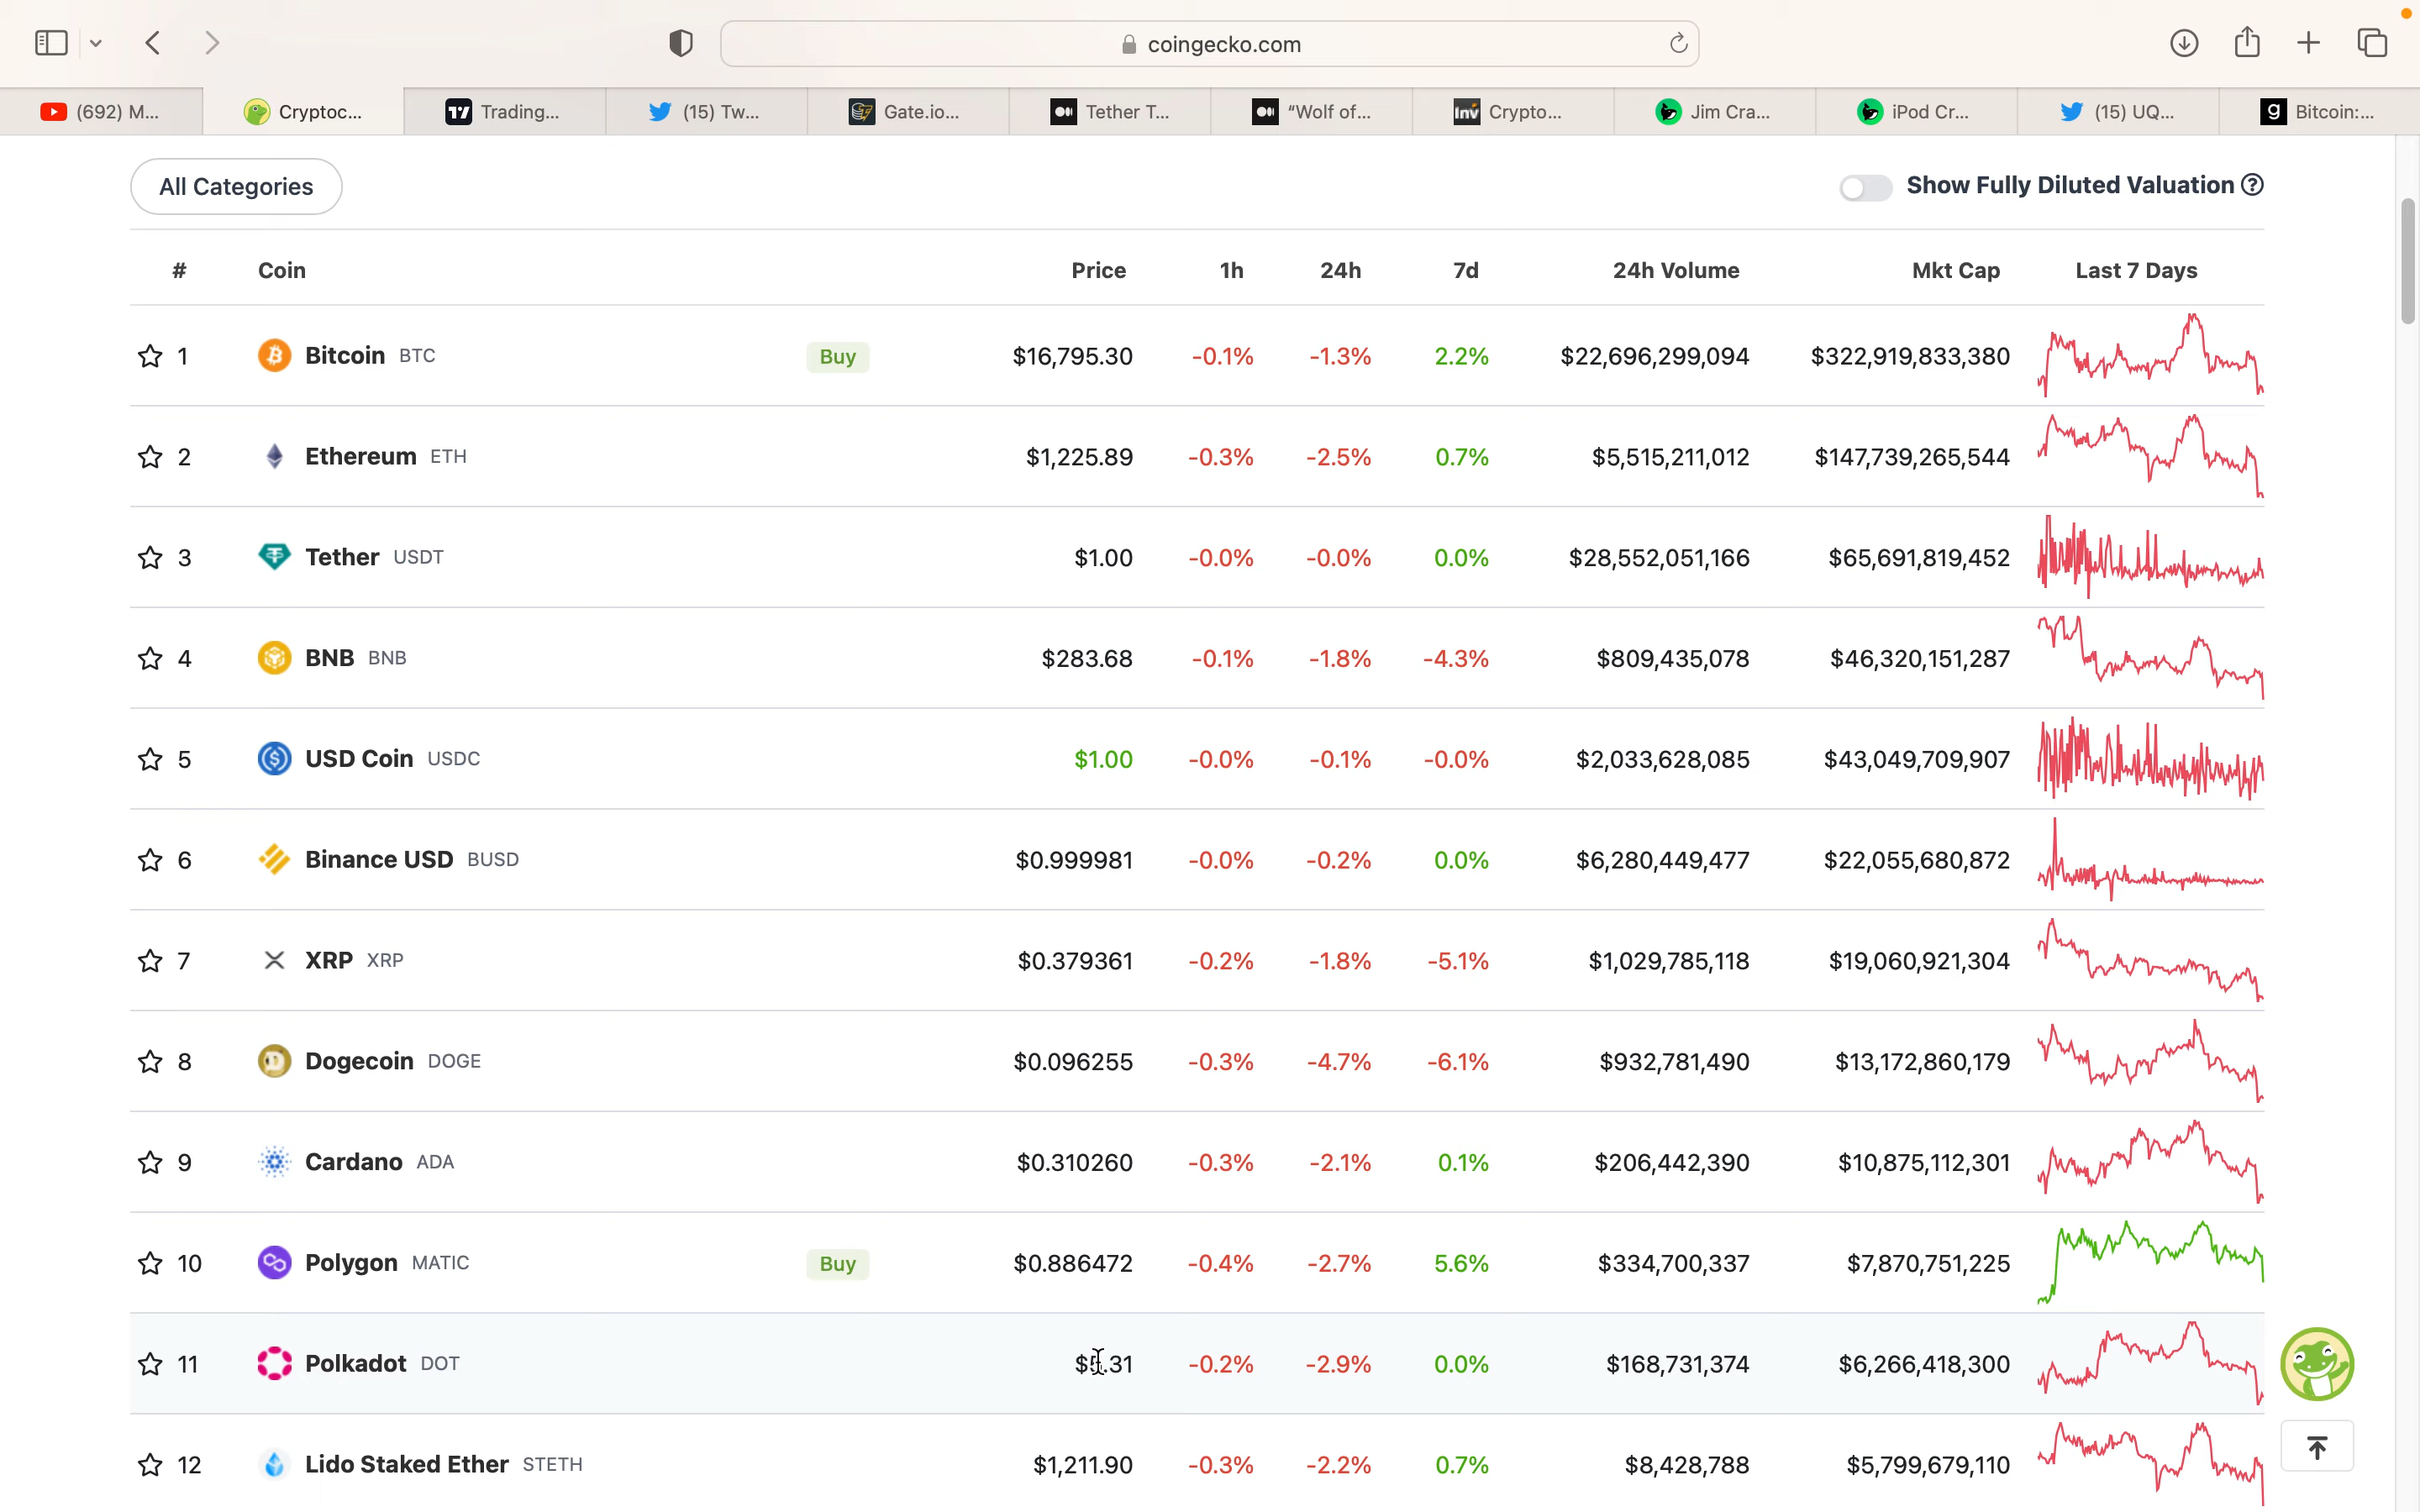 coingecko.com
(692) M... Cryptoc... Trading... (15) Tw... Gate.io... Tether T... "Wolf of... Crypto... Jim Cra... iPod Cr... (15) UQ... Bitcoin:...
All Categories Show Fully Diluted Valuation
# Coin Price 1h 24h 7d 24h Volume Mkt Cap Last 7 Days
1 Bitcoin BTC Buy $16,795.30 -0.1% -1.3% 2.2% $22,696,299,094 $322,919,833,380
2 Ethereum ETH $1,225.89 -0.3% -2.5% 0.7% $5,515,211,012 $147,739,265,544
3 Tether USDT $1.00 -0.0% -0.0% 0.0% $28,552,051,166 $65,691,819,452
4 BNB BNB $283.68 -0.1% -1.8% -4.3% $809,435,078 $46,320,151,287
5 USD Coin USDC $1.00 -0.0% -0.1% -0.0% $2,033,628,085 $43,049,709,907
6 Binance USD BUSD $0.999981 -0.0% -0.2% 0.0% $6,280,449,477 $22,055,680,872
7 XRP XRP $0.379361 -0.2% -1.8% -5.1% $1,029,785,118 $19,060,921,304
8 Dogecoin DOGE $0.096255 -0.3% -4.7% -6.1% $932,781,490 $13,172,860,179
9 Cardano ADA $0.310260 -0.3% -2.1% 0.1% $206,442,390 $10,875,112,301
10 Polygon MATIC Buy $0.886472 -0.4% -2.7% 5.6% $334,700,337 $7,870,751,225
11 Polkadot DOT -0.2% -2.9% 0.0% $168,731,374 $6,266,418,300
12 Lido Staked Ether STETH $1,211.90 -0.3% -2.2% 0.7% $8,428,788 $5,799,679,110